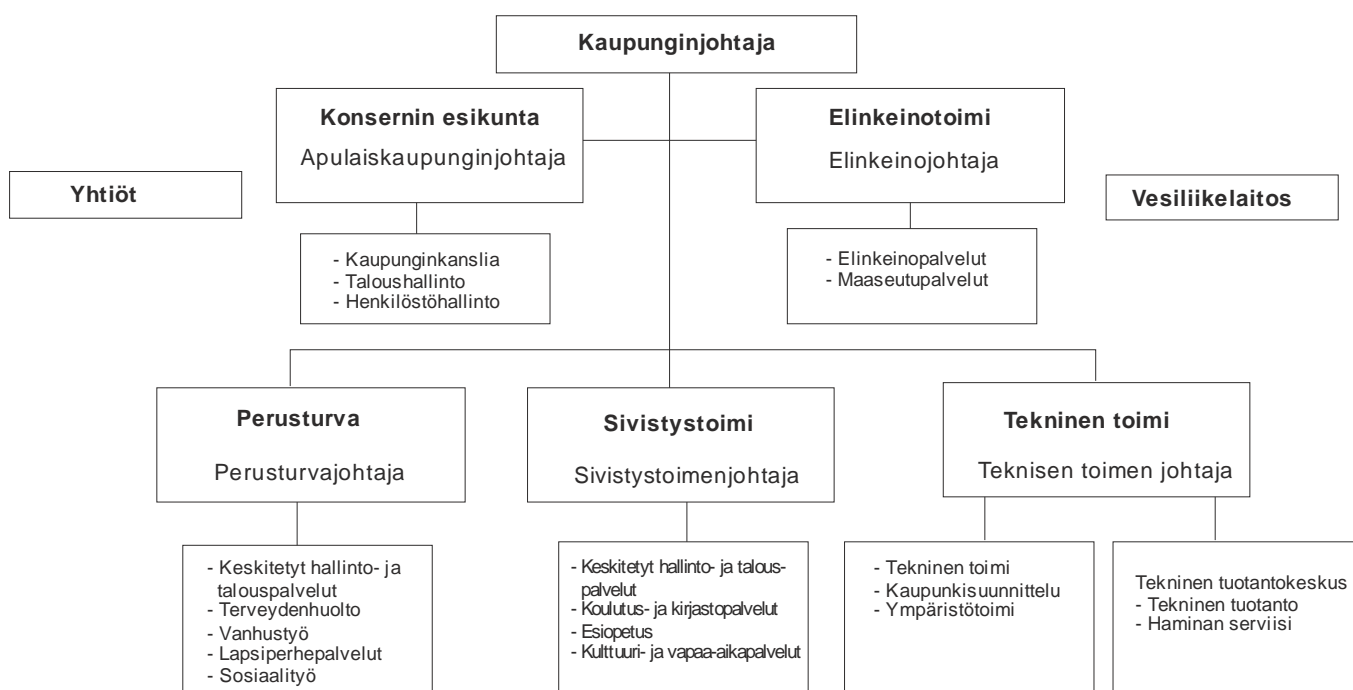 Kaupunginjohtaja
Konsernin esikunta
Apulaiskaupunginjohtaja
Elinkeinotoimi
Elinkeinojohtaja
Yhtiöt
Vesiliikelaitos
- Kaupunginkanslia
- Taloushallinto
- Henkilöstöhallinto
- Elinkeinopalvelut
- Maaseutupalvelut
Perusturva
Perusturvajohtaja
Sivistystoimi
Sivistystoimenjohtaja
Tekninen toimi
Teknisen toimen johtaja
- Keskitetyt hallinto- ja
talouspalvelut
- Terveydenhuolto
- Vanhustyö
- Lapsiperhepalvelut
- Sosiaalityö
- Keskitetyt hallinto- ja talous-
palvelut
- Koulutus- ja kirjastopalvelut
- Esiopetus
- Kulttuuri- ja vapaa-aikapalvelut
- Tekninen toimi
- Kaupunkisuunnittelu
- Ympäristötoimi
Tekninen tuotantokeskus
- Tekninen tuotanto
- Haminan serviisi